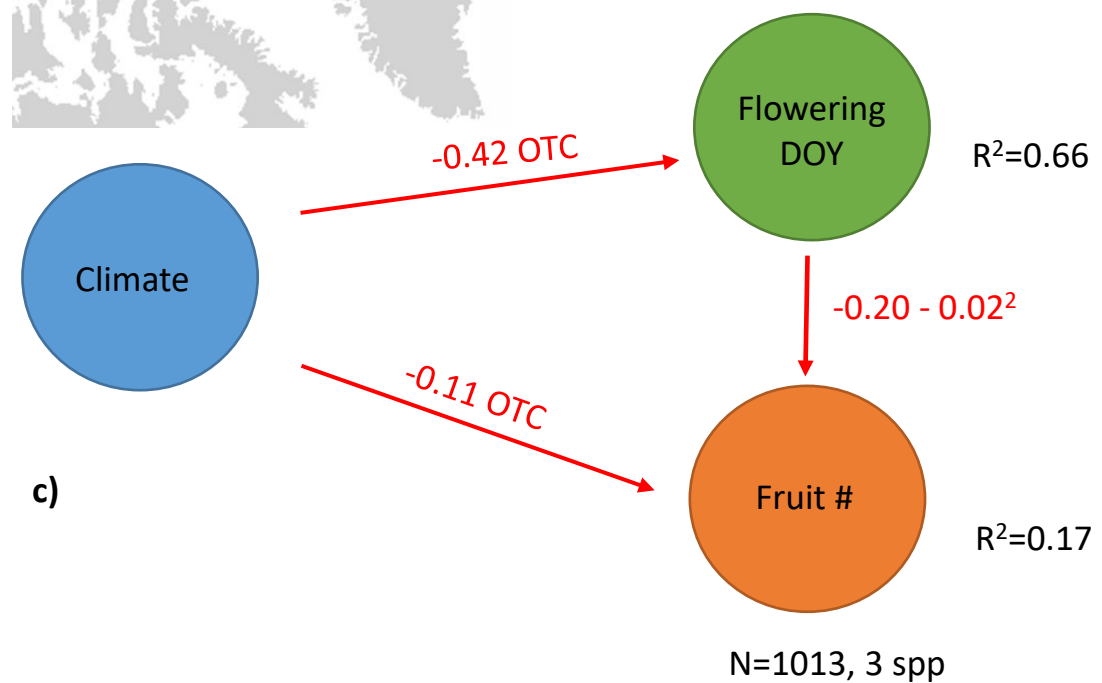 Flowering
DOY
R²=0.66
-0.42 OTC
Climate
-0.20 - 0.02²
-0.11 OTC
c)
Fruit #
R²=0.17
N=1013, 3 spp